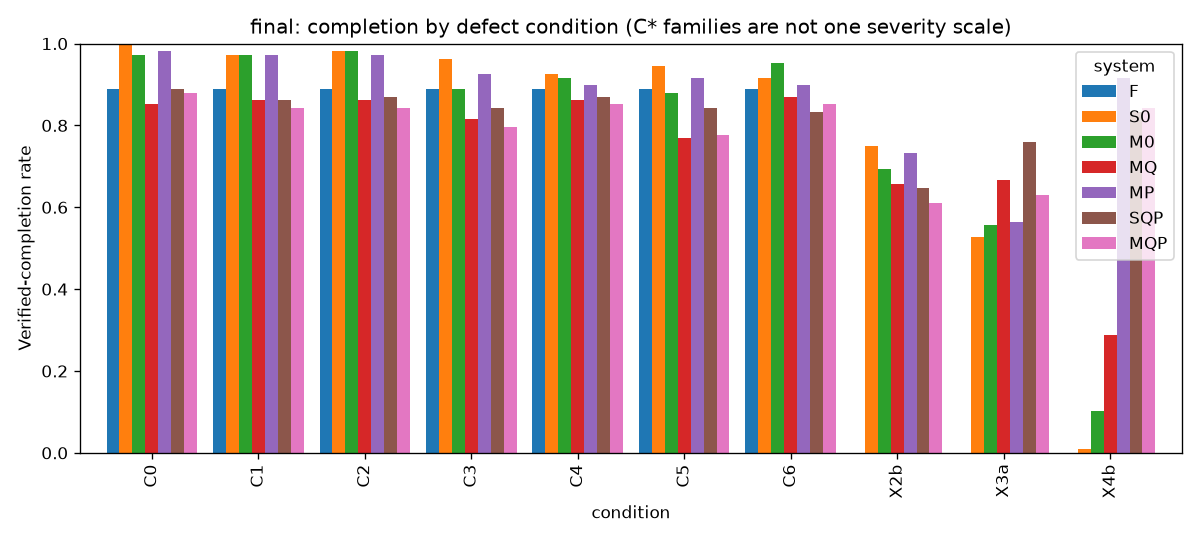 final: completion by defect condition (C* families are not one severity scale)
Verified-completion rate
1.0
0.8
0.6
0.4
0.2
0.0
system
F
S0
M0
MQ
MP
SQP
MQP
C0
C1
C2
C3
C4
C5
C6
X2b
X3a
X4b
condition